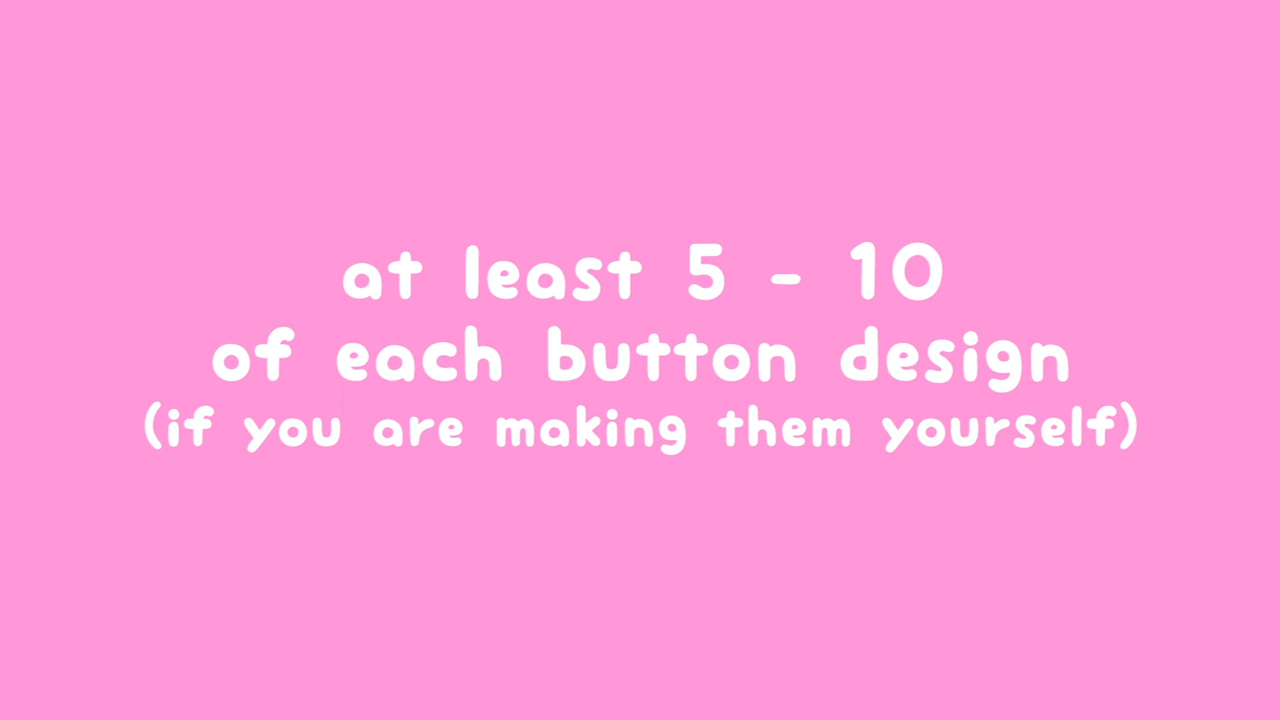 at least 5 - 10
of each button design
(if you are making them yourself)